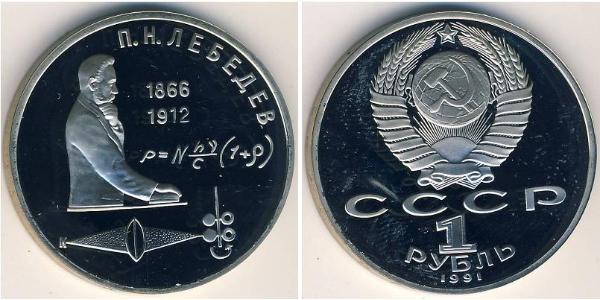 П.Н.ЛЕБЕДЕВ
1866
1912
p=N hν/c (1+ρ)
К
СССР
1
РУБЛЬ
1991